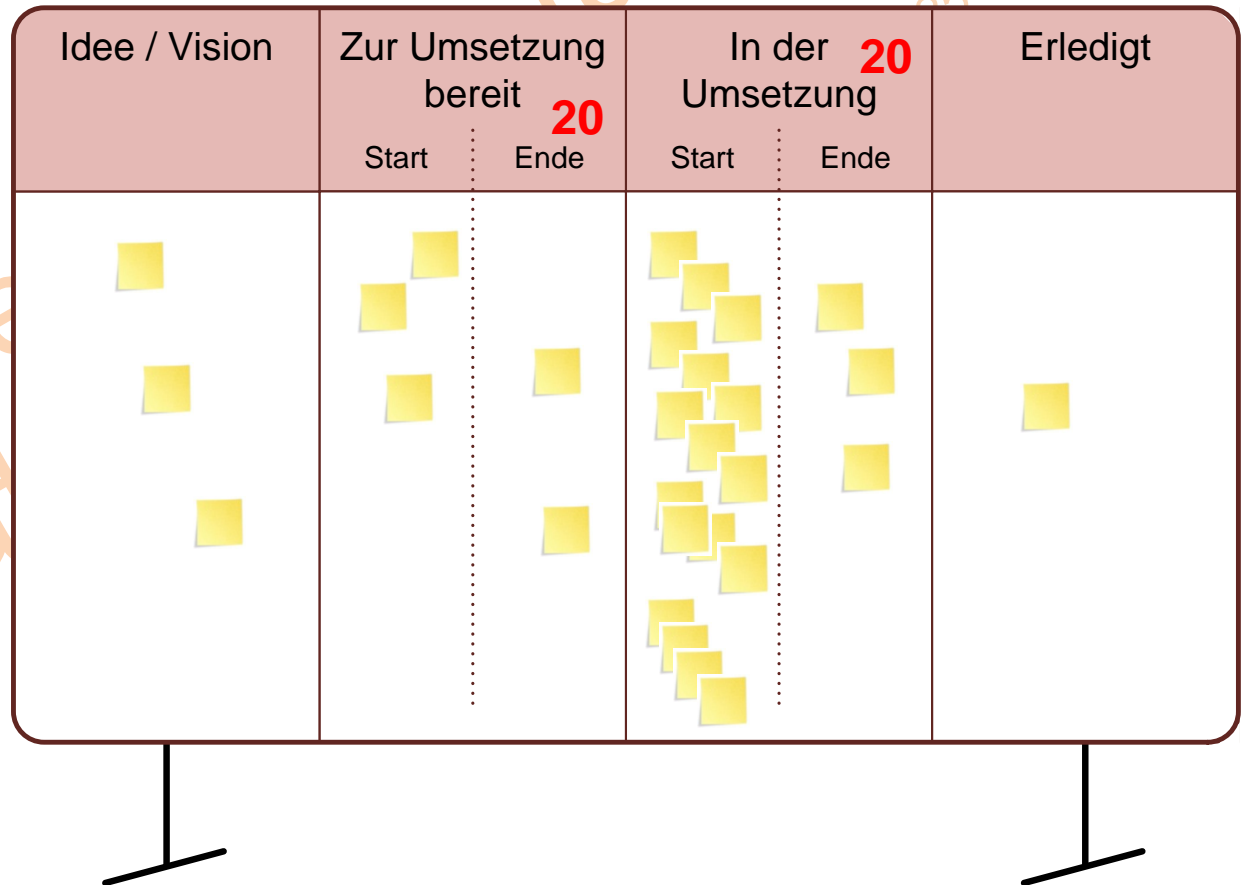 Idee / Vision
Zur Umsetzung
bereit
20
Start
Ende
In der
20
Umsetzung
Start
Ende
Erledigt